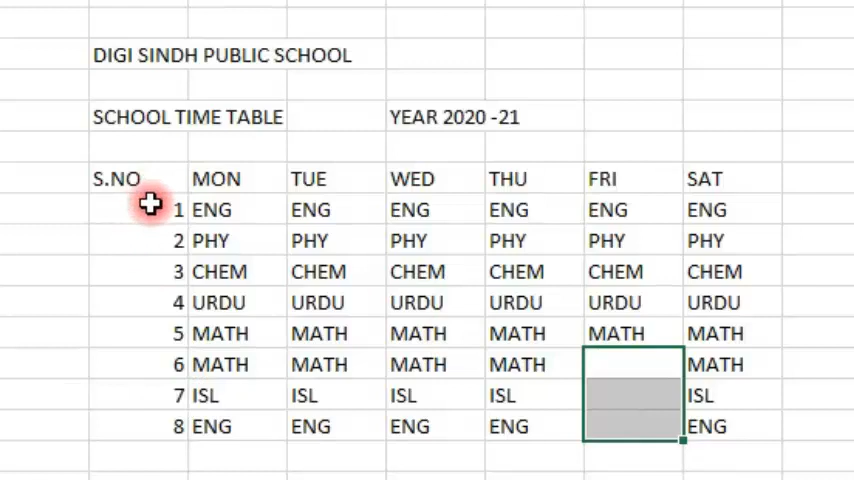 DIGI SINDH PUBLIC SCHOOL
SCHOOL TIME TABLE YEAR 2020 -21
S.NO MON TUE WED THU FRI SAT
1 ENG ENG ENG ENG ENG ENG
2 PHY PHY PHY PHY PHY PHY
3 CHEM CHEM CHEM CHEM CHEM CHEM
4 URDU URDU URDU URDU URDU URDU
5 MATH MATH MATH MATH MATH MATH
6 MATH MATH MATH MATH MATH
7 ISL ISL ISL ISL ISL
8 ENG ENG ENG ENG ENG